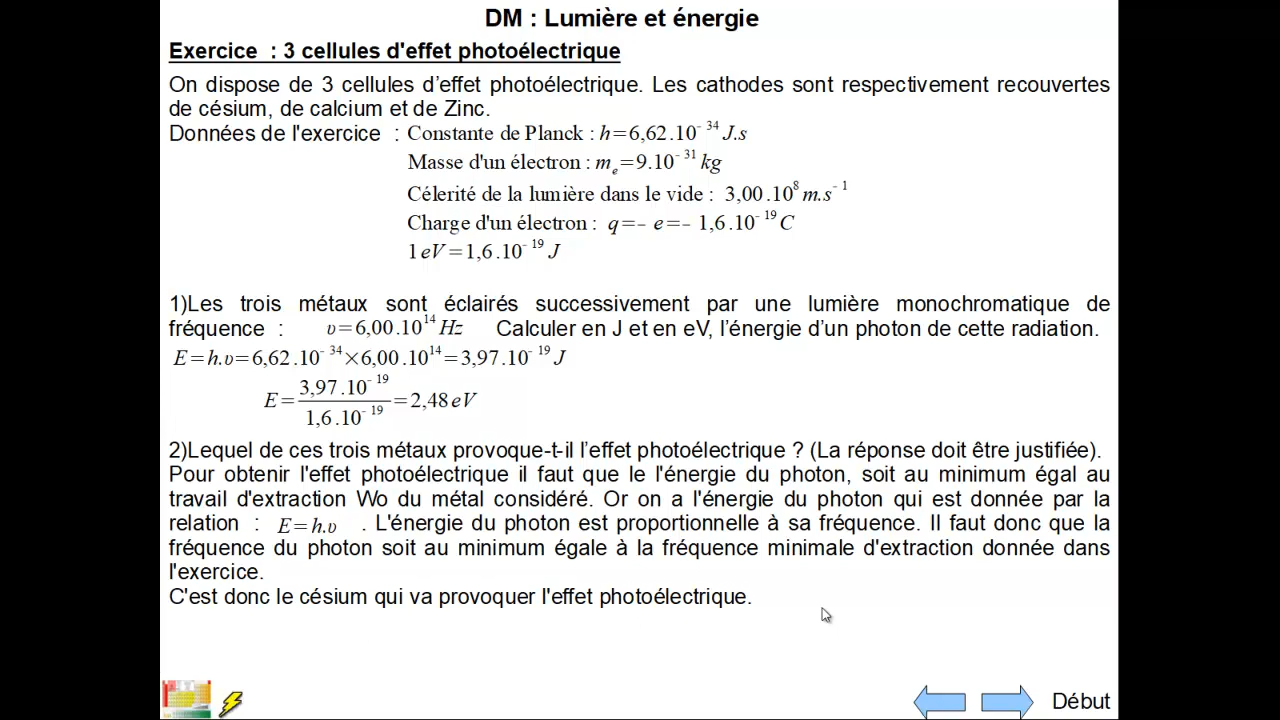 DM : Lumière et énergie
Exercice : 3 cellules d'effet photoélectrique
On dispose de 3 cellules d’effet photoélectrique. Les cathodes sont respectivement recouvertes
de césium, de calcium et de Zinc.
Données de l'exercice : Constante de Planck : h=6,62.10⁻³⁴ J.s
Masse d'un électron : mₑ=9.10⁻³¹ kg
Célerité de la lumière dans le vide : 3,00.10⁸ m.s⁻¹
Charge d'un électron : q=− e=− 1,6.10⁻¹⁹ C
1 eV=1,6.10⁻¹⁹ J
1)Les trois métaux sont éclairés successivement par une lumière monochromatique de
fréquence : υ=6,00.10¹⁴ Hz Calculer en J et en eV, l’énergie d’un photon de cette radiation.
E=h.υ=6,62.10⁻³⁴×6,00.10¹⁴=3,97.10⁻¹⁹ J
E=3,97.10⁻¹⁹/1,6.10⁻¹⁹=2,48 eV
2)Lequel de ces trois métaux provoque-t-il l’effet photoélectrique ? (La réponse doit être justifiée).
Pour obtenir l'effet photoélectrique il faut que le l'énergie du photon, soit au minimum égal au
travail d'extraction Wo du métal considéré. Or on a l'énergie du photon qui est donnée par la
relation : E=h.υ . L'énergie du photon est proportionnelle à sa fréquence. Il faut donc que la
fréquence du photon soit au minimum égale à la fréquence minimale d'extraction donnée dans
l'exercice.
C'est donc le césium qui va provoquer l'effet photoélectrique.
Début